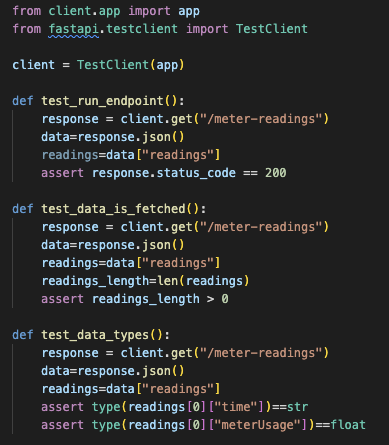 from client.app import app
from fastapi.testclient import TestClient

client = TestClient(app)

def test_run_endpoint():
    response = client.get("/meter-readings")
    data=response.json()
    readings=data["readings"]
    assert response.status_code == 200

def test_data_is_fetched():
    response = client.get("/meter-readings")
    data=response.json()
    readings=data["readings"]
    readings_length=len(readings)
    assert readings_length > 0

def test_data_types():
    response = client.get("/meter-readings")
    data=response.json()
    readings=data["readings"]
    assert type(readings[0]["time"])==str
    assert type(readings[0]["meterUsage"])==float